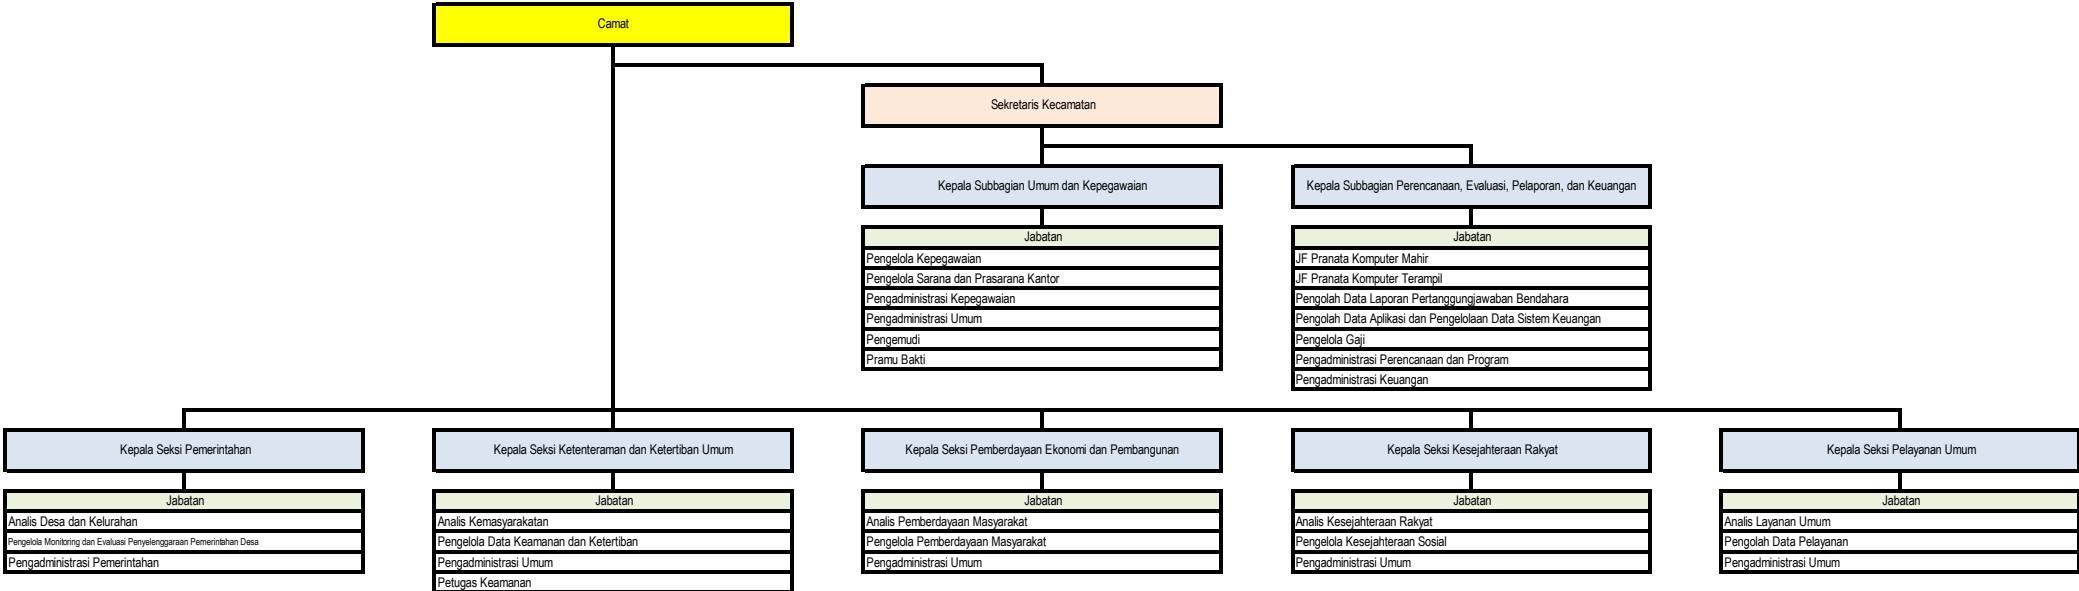 Camat
Sekretaris Kecamatan
Kepala Subbagian Umum dan Kepegawaian
Jabatan
Pengelola Kepegawaian
Pengelola Sarana dan Prasarana Kantor
Pengadministrasi Kepegawaian
Pengadministrasi Umum
Pengemudi
Pramu Bakti
Kepala Subbagian Perencanaan, Evaluasi, Pelaporan, dan Keuangan
Jabatan
JF Pranata Komputer Mahir
JF Pranata Komputer Terampil
Pengolah Data Laporan Pertanggungjawaban Bendahara
Pengolah Data Aplikasi dan Pengelolaan Data Sistem Keuangan
Pengelola Gaji
Pengadministrasi Perencanaan dan Program
Pengadministrasi Keuangan
Kepala Seksi Pemerintahan
Jabatan
Analis Desa dan Kelurahan
Pengelola Monitoring dan Evaluasi Penyelenggaraan Pemerintahan Desa
Pengadministrasi Pemerintahan
Kepala Seksi Ketenteraman dan Ketertiban Umum
Jabatan
Analis Kemasyarakatan
Pengelola Data Keamanan dan Ketertiban
Pengadministrasi Umum
Petugas Keamanan
Kepala Seksi Pemberdayaan Ekonomi dan Pembangunan
Jabatan
Analis Pemberdayaan Masyarakat
Pengelola Pemberdayaan Masyarakat
Pengadministrasi Umum
Kepala Seksi Kesejahteraan Rakyat
Jabatan
Analis Kesejahteraan Rakyat
Pengelola Kesejahteraan Sosial
Pengadministrasi Umum
Kepala Seksi Pelayanan Umum
Jabatan
Analis Layanan Umum
Pengolah Data Pelayanan
Pengadministrasi Umum